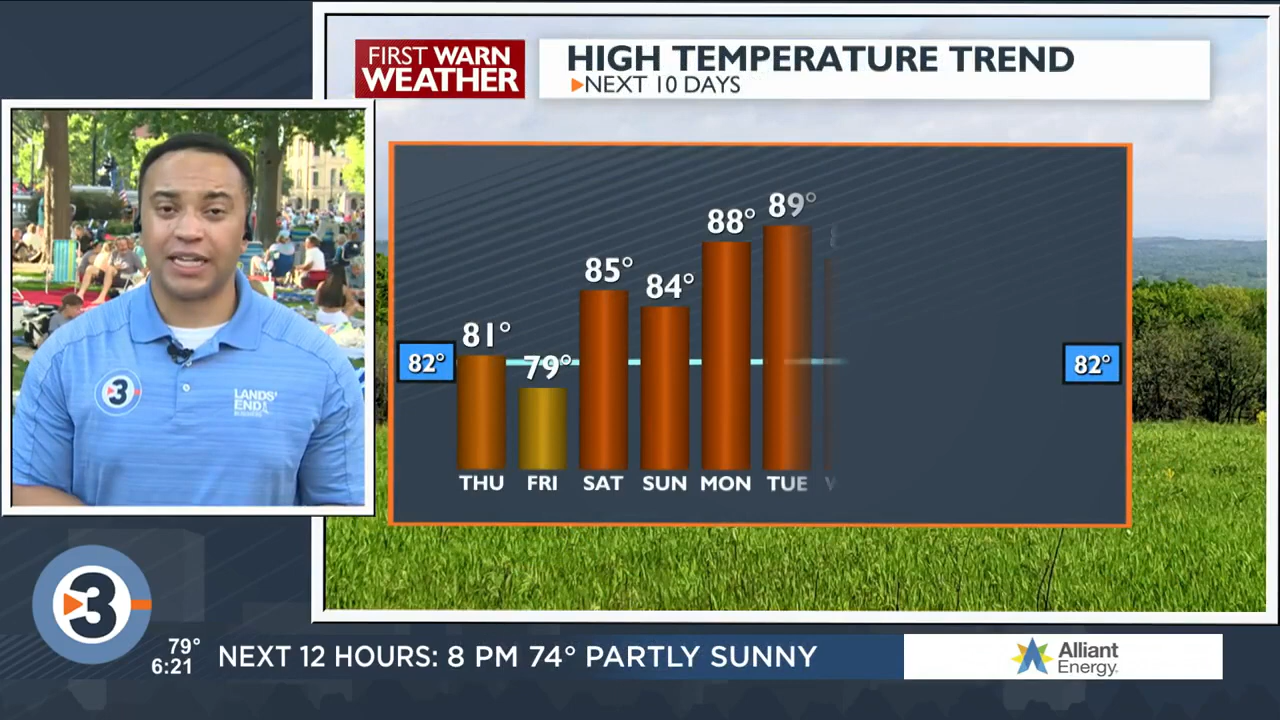 FIRST WARN
WEATHER
HIGH TEMPERATURE TREND
NEXT 10 DAYS
3
LANDS'
END
82°
81°
79°
85°
84°
88°
89°
82°
THU
FRI
SAT
SUN
MON
TUE
3
79°
6:21
NEXT 12 HOURS: 8 PM 74° PARTLY SUNNY
Alliant
Energy